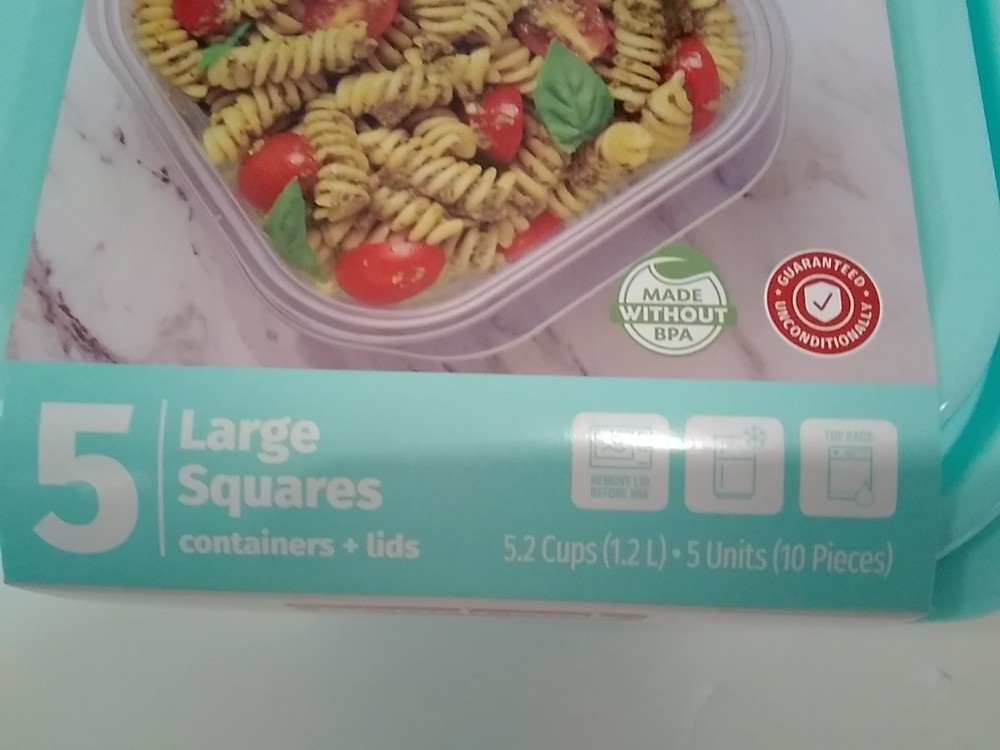 MADE
WITHOUT
BPA
GUARANTEED
UNCONDITIONALLY
5
Large
Squares
containers + lids
REMOVE LID
BEFORE USE
TOP RACK
5.2 Cups (1.2 L) • 5 Units (10 Pieces)